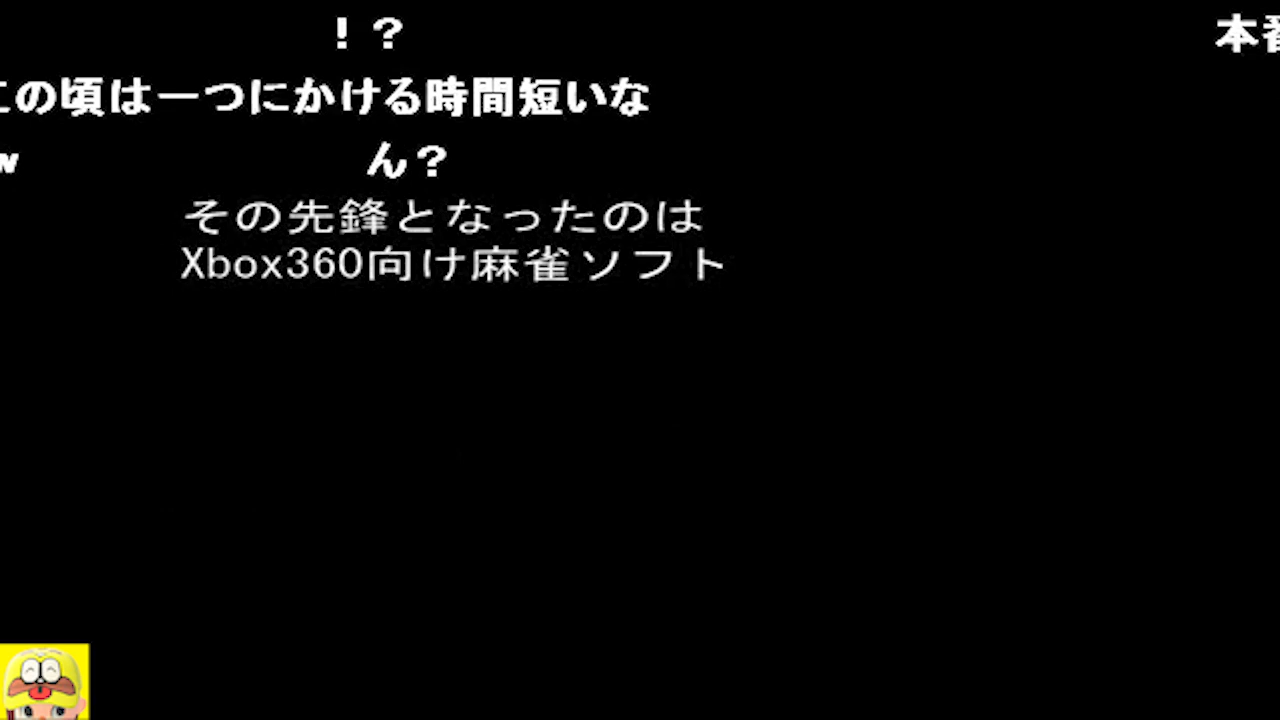 ！？
本番
この頃は一つにかける時間短いな
w
ん？
その先鋒となったのは
Xbox360向け麻雀ソフト